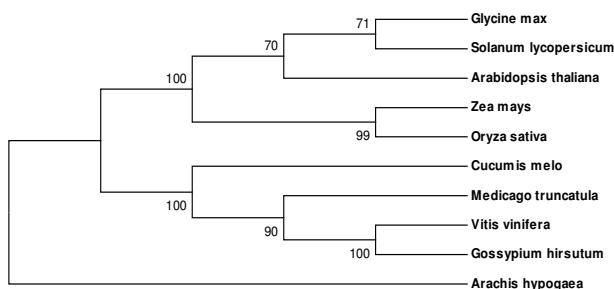 Glycine max
71
Solanum lycopersicum
70
Arabidopsis thaliana
100
Zea mays
99
Oryza sativa
Cucumis melo
100
Medicago truncatula
90
Vitis vinifera
100
Gossypium hirsutum
Arachis hypogaea